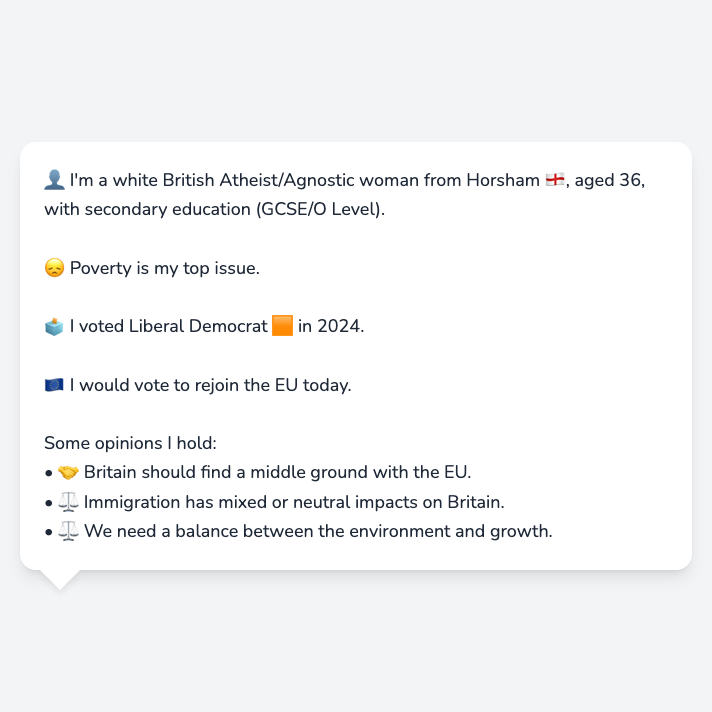 👤 I'm a white British Atheist/Agnostic woman from Horsham 🏴󠁧󠁢󠁥󠁮󠁧󠁿, aged 36,
with secondary education (GCSE/O Level).
😞 Poverty is my top issue.
🗳️ I voted Liberal Democrat 🟧 in 2024.
🇪🇺 I would vote to rejoin the EU today.
Some opinions I hold:
• 🤝 Britain should find a middle ground with the EU.
• ⚖️ Immigration has mixed or neutral impacts on Britain.
• ⚖️ We need a balance between the environment and growth.